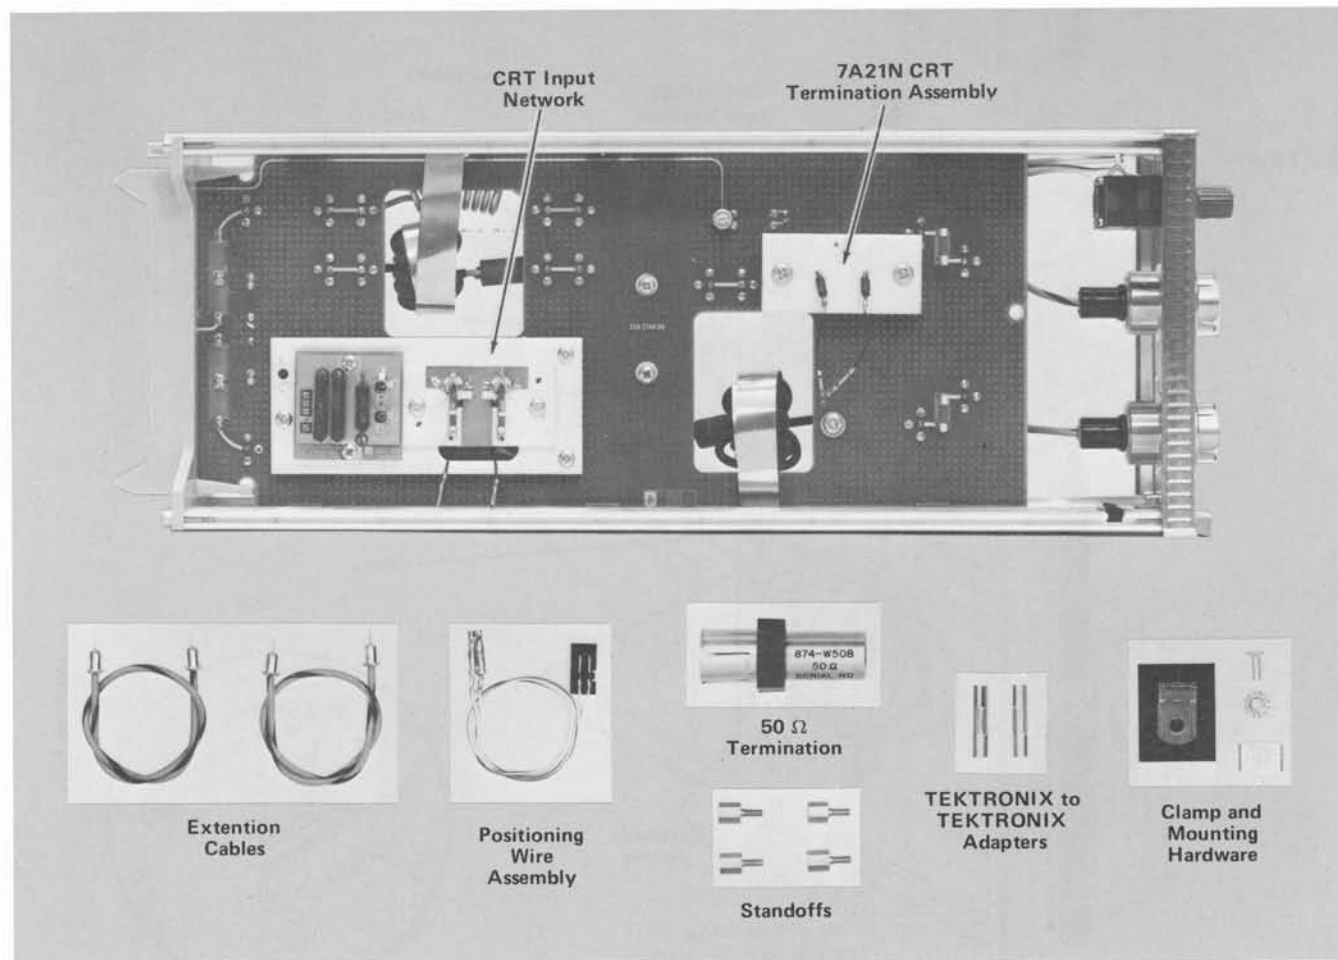 CRT Input
Network
7A21N CRT
Termination Assembly
874-W50B
50 Ω
SERIAL NO
50 Ω
Termination
Extention
Cables
Positioning
Wire
Assembly
Standoffs
TEKTRONIX to
TEKTRONIX
Adapters
Clamp and
Mounting
Hardware